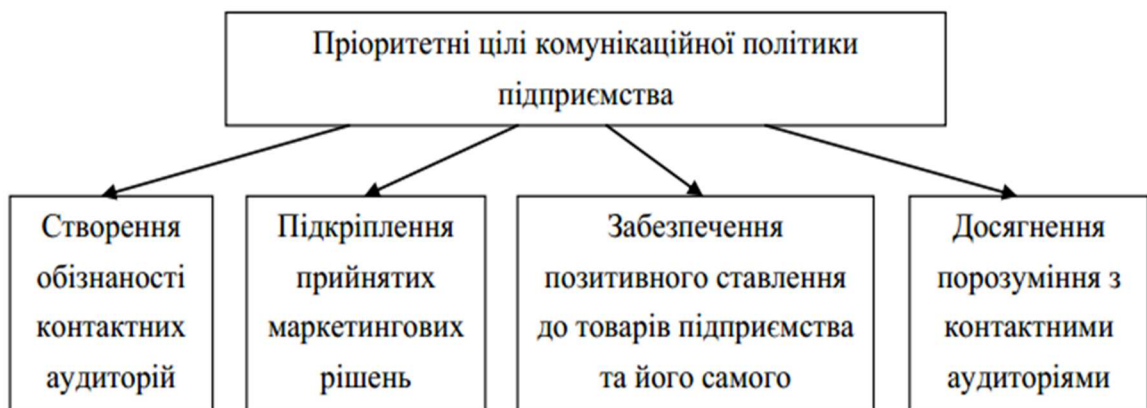 Пріоритетні цілі комунікаційної політики
підприємства
Створення
обізнаності
контактних
аудиторій
Підкріплення
прийнятих
маркетингових
рішень
Забезпечення
позитивного ставлення
до товарів підприємства
та його самого
Досягнення
порозуміння з
контактними
аудиторіями